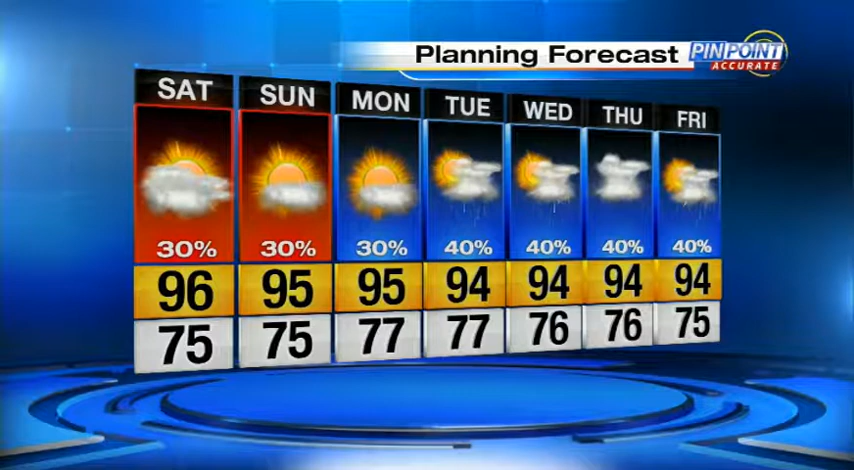 Planning Forecast
PINPOINT
ACCURATE
SAT SUN MON TUE WED THU FRI
30% 30% 30% 40% 40% 40% 40%
96 95 95 94 94 94 94
75 75 77 77 76 76 75